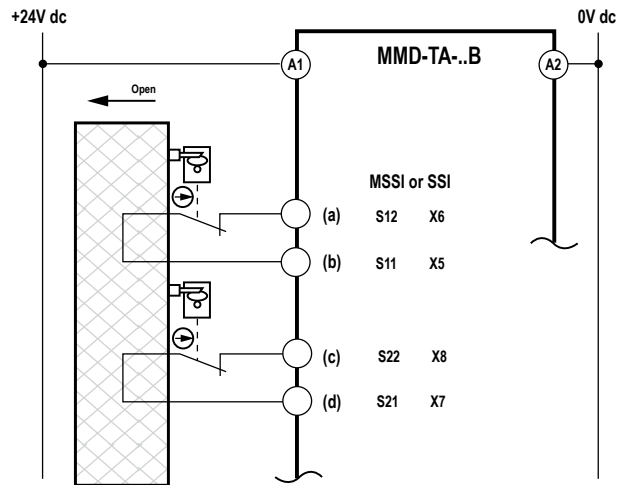 +24V dc 0V dc
A1 MMD-TA-..B A2
Open
MSSI or SSI
(a) S12 X6
(b) S11 X5
(c) S22 X8
(d) S21 X7